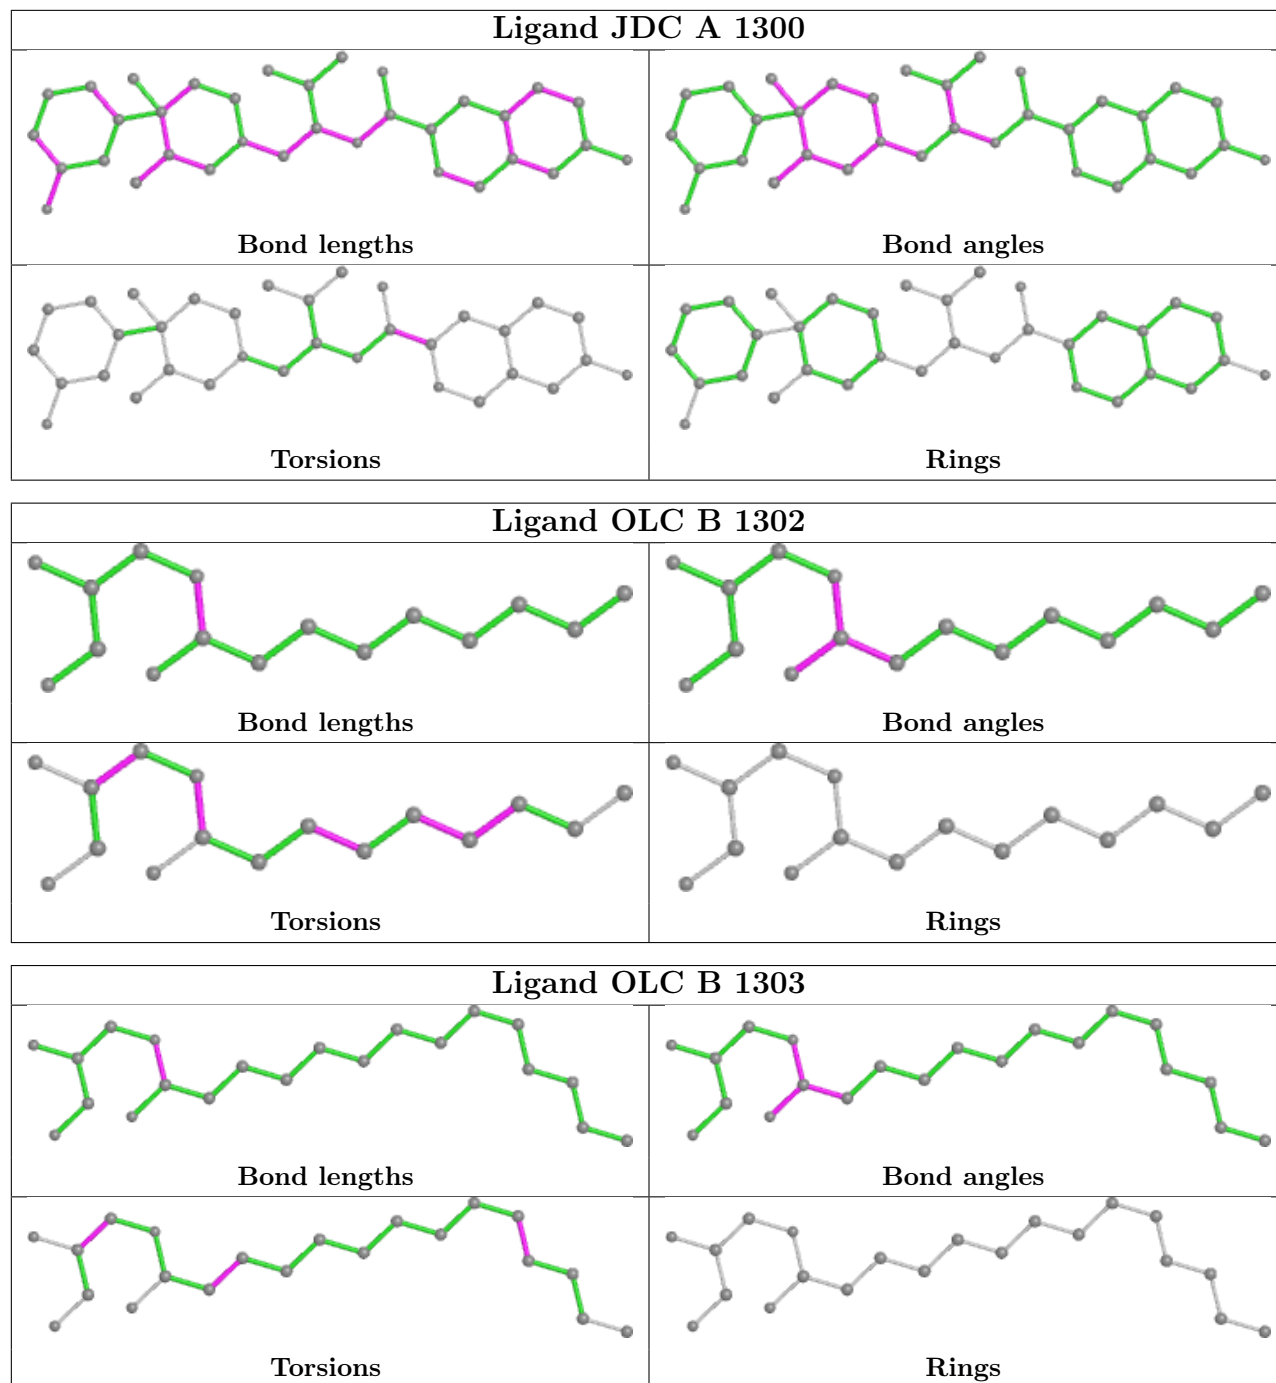 Ligand JDC A 1300
Bond lengths
Bond angles
Torsions
Rings
Ligand OLC B 1302
Bond lengths
Bond angles
Torsions
Rings
Ligand OLC B 1303
Bond lengths
Bond angles
Torsions
Rings